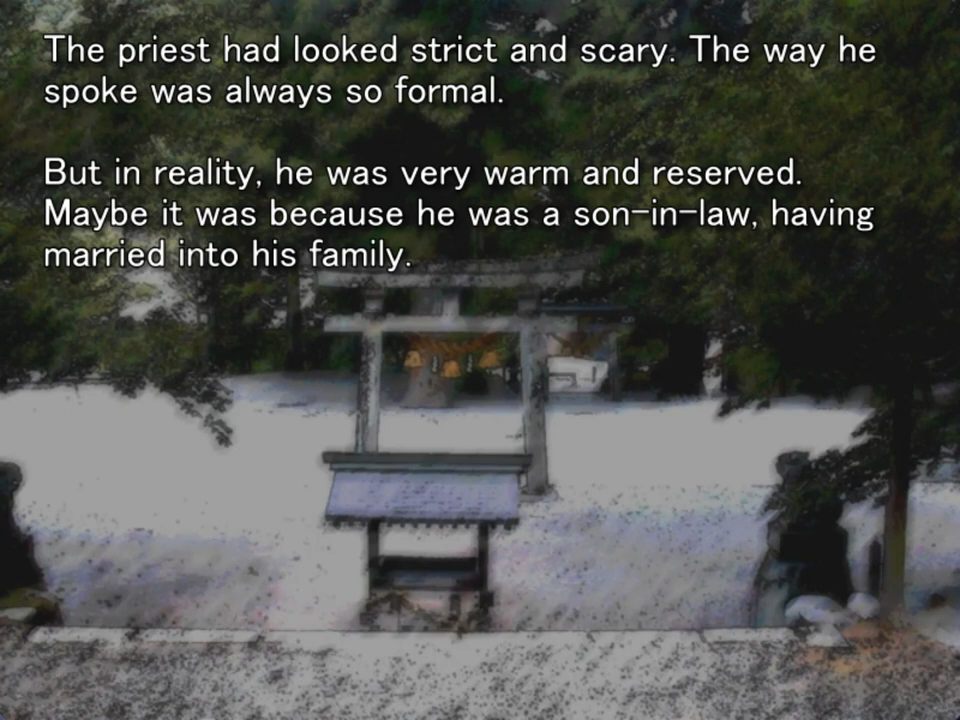 The priest had looked strict and scary. The way he
spoke was always so formal.
But in reality, he was very warm and reserved.
Maybe it was because he was a son-in-law, having
married into his family.